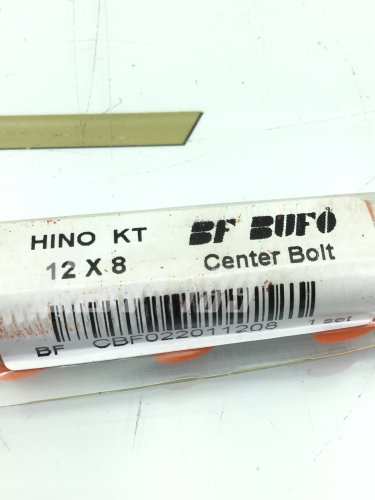 HINO KT BF BUFO
12 X 8 Center Bolt
BF CBF022011208 1 set